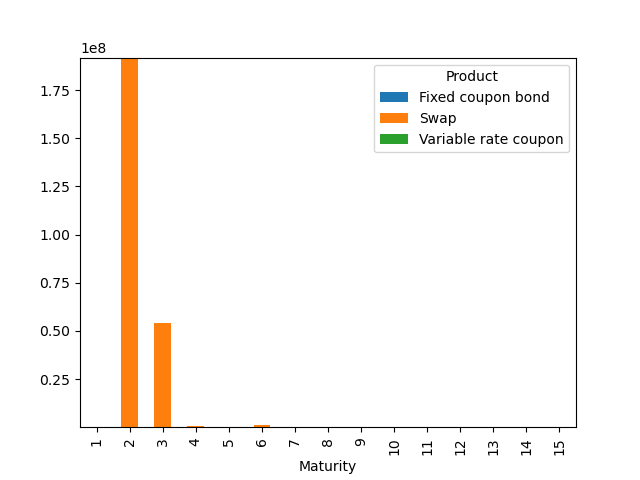 1e8
1.75
1.50
1.25
1.00
0.75
0.50
0.25
Product
Fixed coupon bond
Swap
Variable rate coupon
1 2 3 4 5 6 7 8 9 10 11 12 13 14 15
Maturity